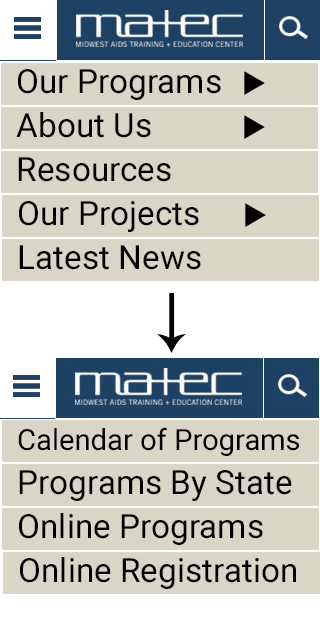 matec
MIDWEST AIDS TRAINING + EDUCATION CENTER
Our Programs
About Us
Resources
Our Projects
Latest News
matec
MIDWEST AIDS TRAINING + EDUCATION CENTER
Calendar of Programs
Programs By State
Online Programs
Online Registration